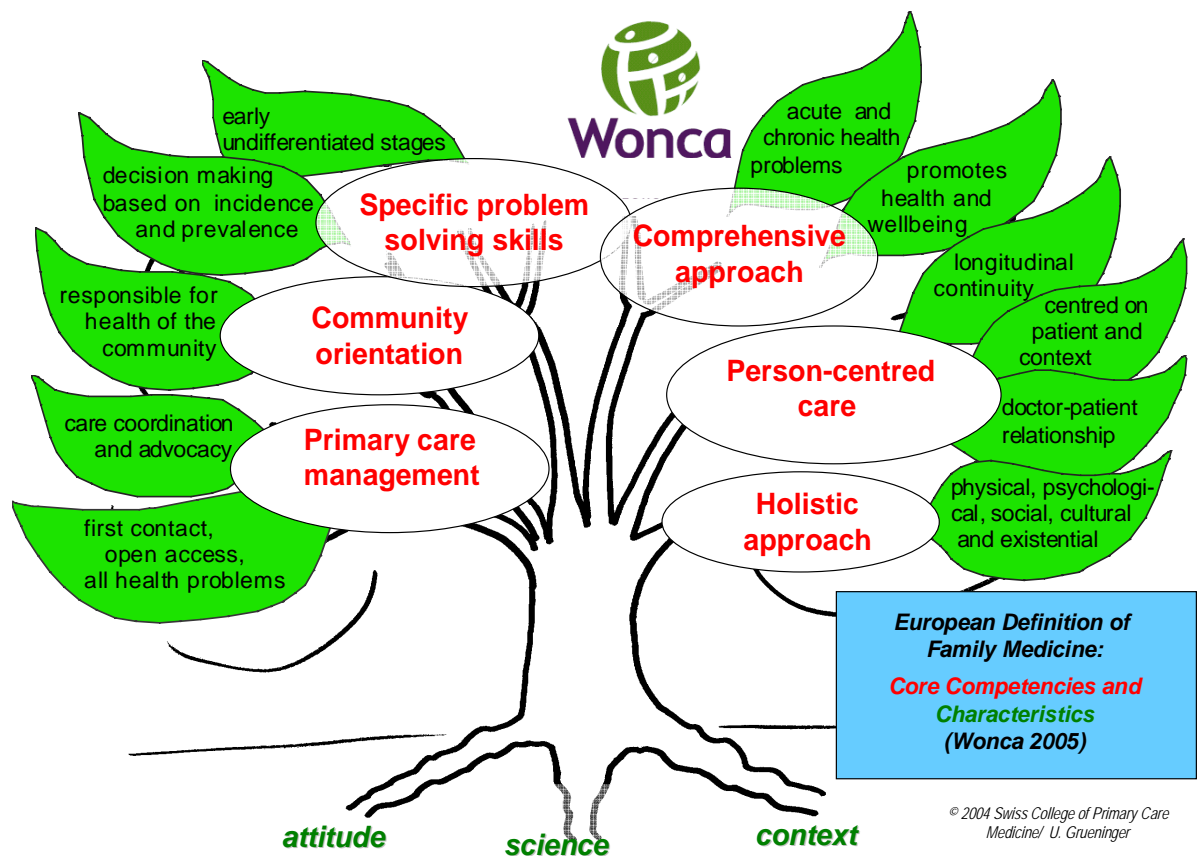 Wonca
early
undifferentiated stages
decision making
based on incidence
and prevalence
responsible for
health of the
community
care coordination
and advocacy
first contact,
open access,
all health problems
Specific problem
solving skills
Community
orientation
Primary care
management
Comprehensive
approach
Person-centred
care
Holistic
approach
acute and
chronic health
problems
promotes
health and
wellbeing
longitudinal
continuity
centred on
patient and
context
doctor-patient
relationship
physical, psychologi-
cal, social, cultural
and existential
European Definition of
Family Medicine:
Core Competencies and
Characteristics
(Wonca 2005)
attitude
science
context
© 2004 Swiss College of Primary Care
Medicine/ U. Grueninger